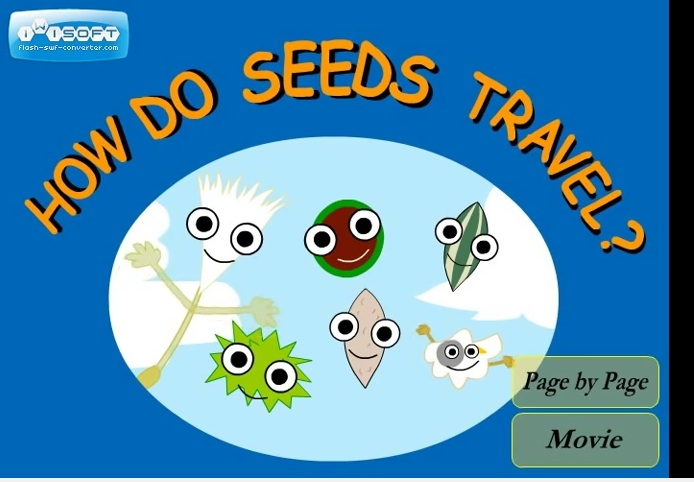 iWiSOFT
flash-swf-converter.com
HOW DO SEEDS TRAVEL?
Page by Page
Movie